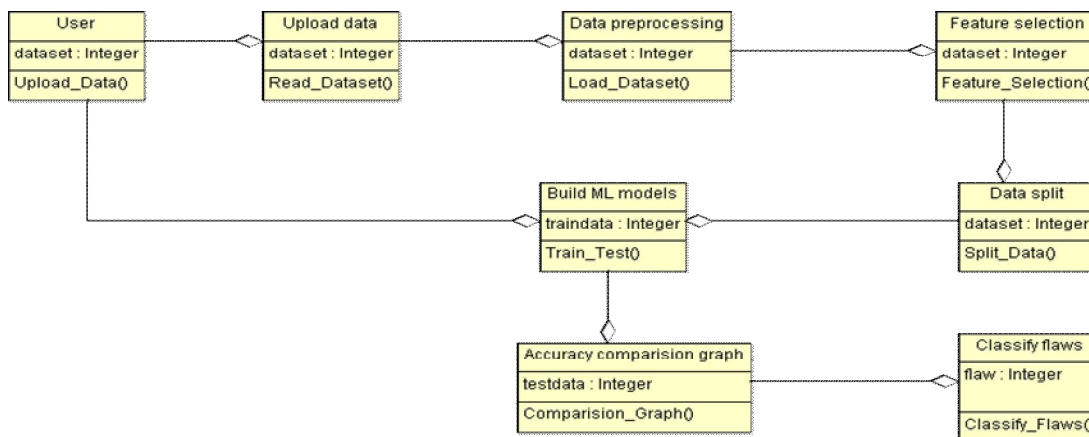 User
dataset : Integer
Upload_Data()
Upload data
dataset : Integer
Read_Dataset()
Data preprocessing
dataset : Integer
Load_Dataset()
Feature selection
dataset : Integer
Feature_Selection()
Build ML models
traindata : Integer
Train_Test()
Data split
dataset : Integer
Split_Data()
Accuracy comparision graph
testdata : Integer
Comparision_Graph()
Classify flaws
flaw : Integer
Classify_Flaws()